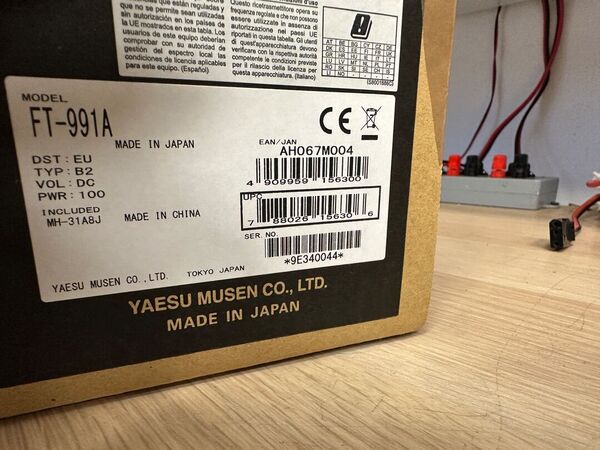 que están reguladas y
no se permite sean utilizadas
sin autorización en los países de
la UE mostrados en esta tabla. Los
usuarios de este equipo deben
comprobar con su autoridad de
gestión del espectro local las
condiciones de licencia aplicables
para este equipo. (Español)
Questo ricetrasmettitore opera su
frequenze regolate e che non possono
essere utilizzate in assenza di
autorizzazione nei paesi UE
riportati in questa tabella. Gli utenti
di quest'apparecchiatura devono
verificare con la rispettiva autorità
per il rilascio della licenza per
questa apparecchiatura. (Italiano)
MODEL
FT-991A
MADE IN JAPAN
CE
DST : EU
TYP : B2
VOL : DC
PWR : 100
INCLUDED
MH-31A8J MADE IN CHINA
EAN/JAN
AH067M004
4 909959 156304
UPC
7 88026 15630 6
SER. NO.
*9E340044*
YAESU MUSEN CO., LTD. TOKYO JAPAN
YAESU MUSEN CO., LTD.
MADE IN JAPAN